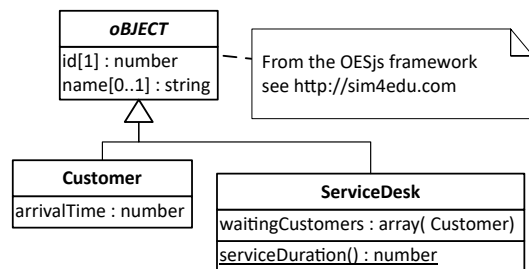 oBJECT
id[1] : number
name[0..1] : string
From the OESjs framework
see http://sim4edu.com
Customer
arrivalTime : number
ServiceDesk
waitingCustomers : array( Customer)
serviceDuration() : number